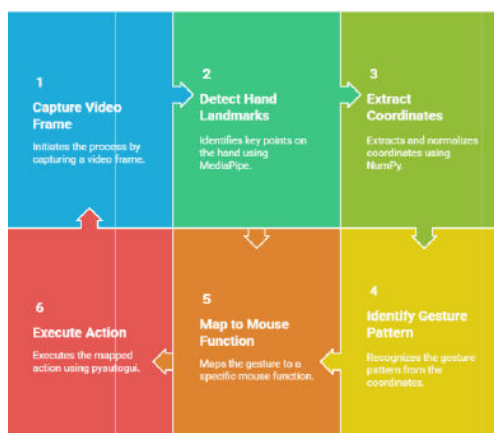 1
Capture Video
Frame
Initiates the process by
capturing a video frame.
2
Detect Hand
Landmarks
Identifies key points on
the hand using
MediaPipe.
3
Extract
Coordinates
Extracts and normalizes
coordinates using
NumPy.
4
Identify Gesture
Pattern
Recognizes the gesture
pattern from the
coordinates.
5
Map to Mouse
Function
Maps the gesture to a
specific mouse function.
6
Execute Action
Executes the mapped
action using pyautogui.